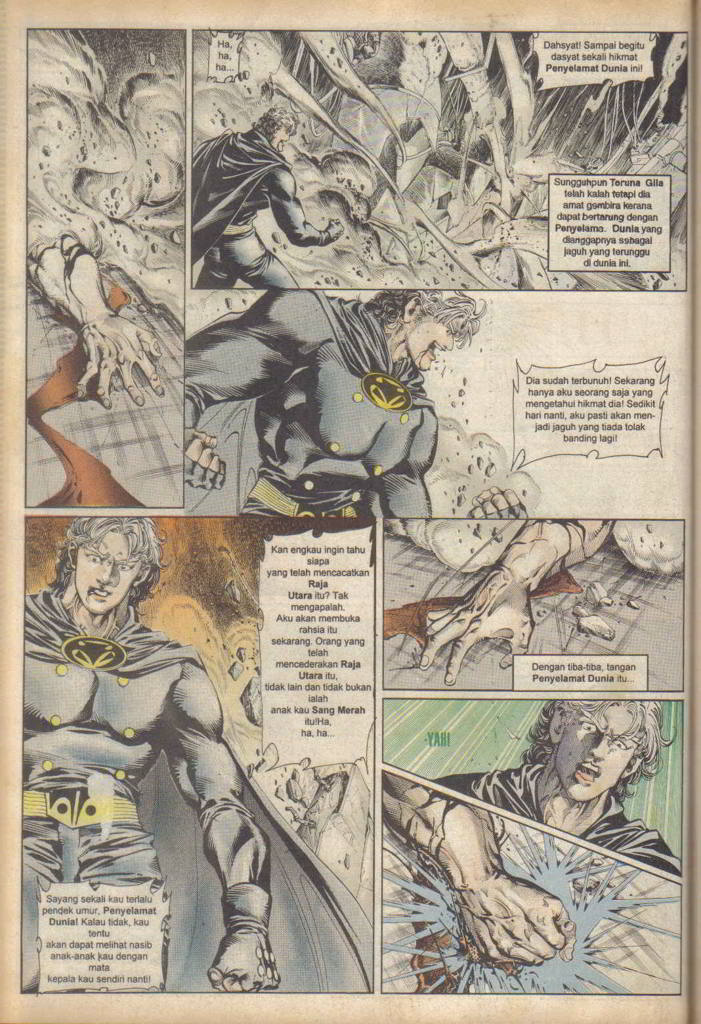 Ha,
ha,
ha...
Dahsyat! Sampai begitu
dasyat sekali hikmat
Penyelamat Dunia ini!
Sungguhpun Teruna Gila
telah kalah tetapi dia
amat gembira kerana
dapat bertarung dengan
Penyelama. Dunia yang
dianggapnya sebagai
jaguh yang terunggu
di dunia ini.
Dia sudah terbunuh! Sekarang
hanya aku seorang saja yang
mengetahui hikmat dia! Sedikit
hari nanti, aku pasti akan men-
jadi jaguh yang tiada tolak
banding lagi!
Kan engkau ingin tahu
siapa
yang telah mencacatkan
Raja
Utara itu? Tak
mengapalah.
Aku akan membuka
rahsia itu
sekarang. Orang yang
telah
mencederakan Raja
Utara itu,
tidak lain dan tidak bukan
ialah
anak kau Sang Merah
itu!Ha,
ha, ha...
Sayang sekali kau terlalu
pendek umur, Penyelamat
Dunia! Kalau tidak, kau
tentu
akan dapat melihat nasib
anak-anak kau dengan
mata
kepala kau sendiri nanti!
Dengan tiba-tiba, tangan
Penyelamat Dunia itu...
-YAH!